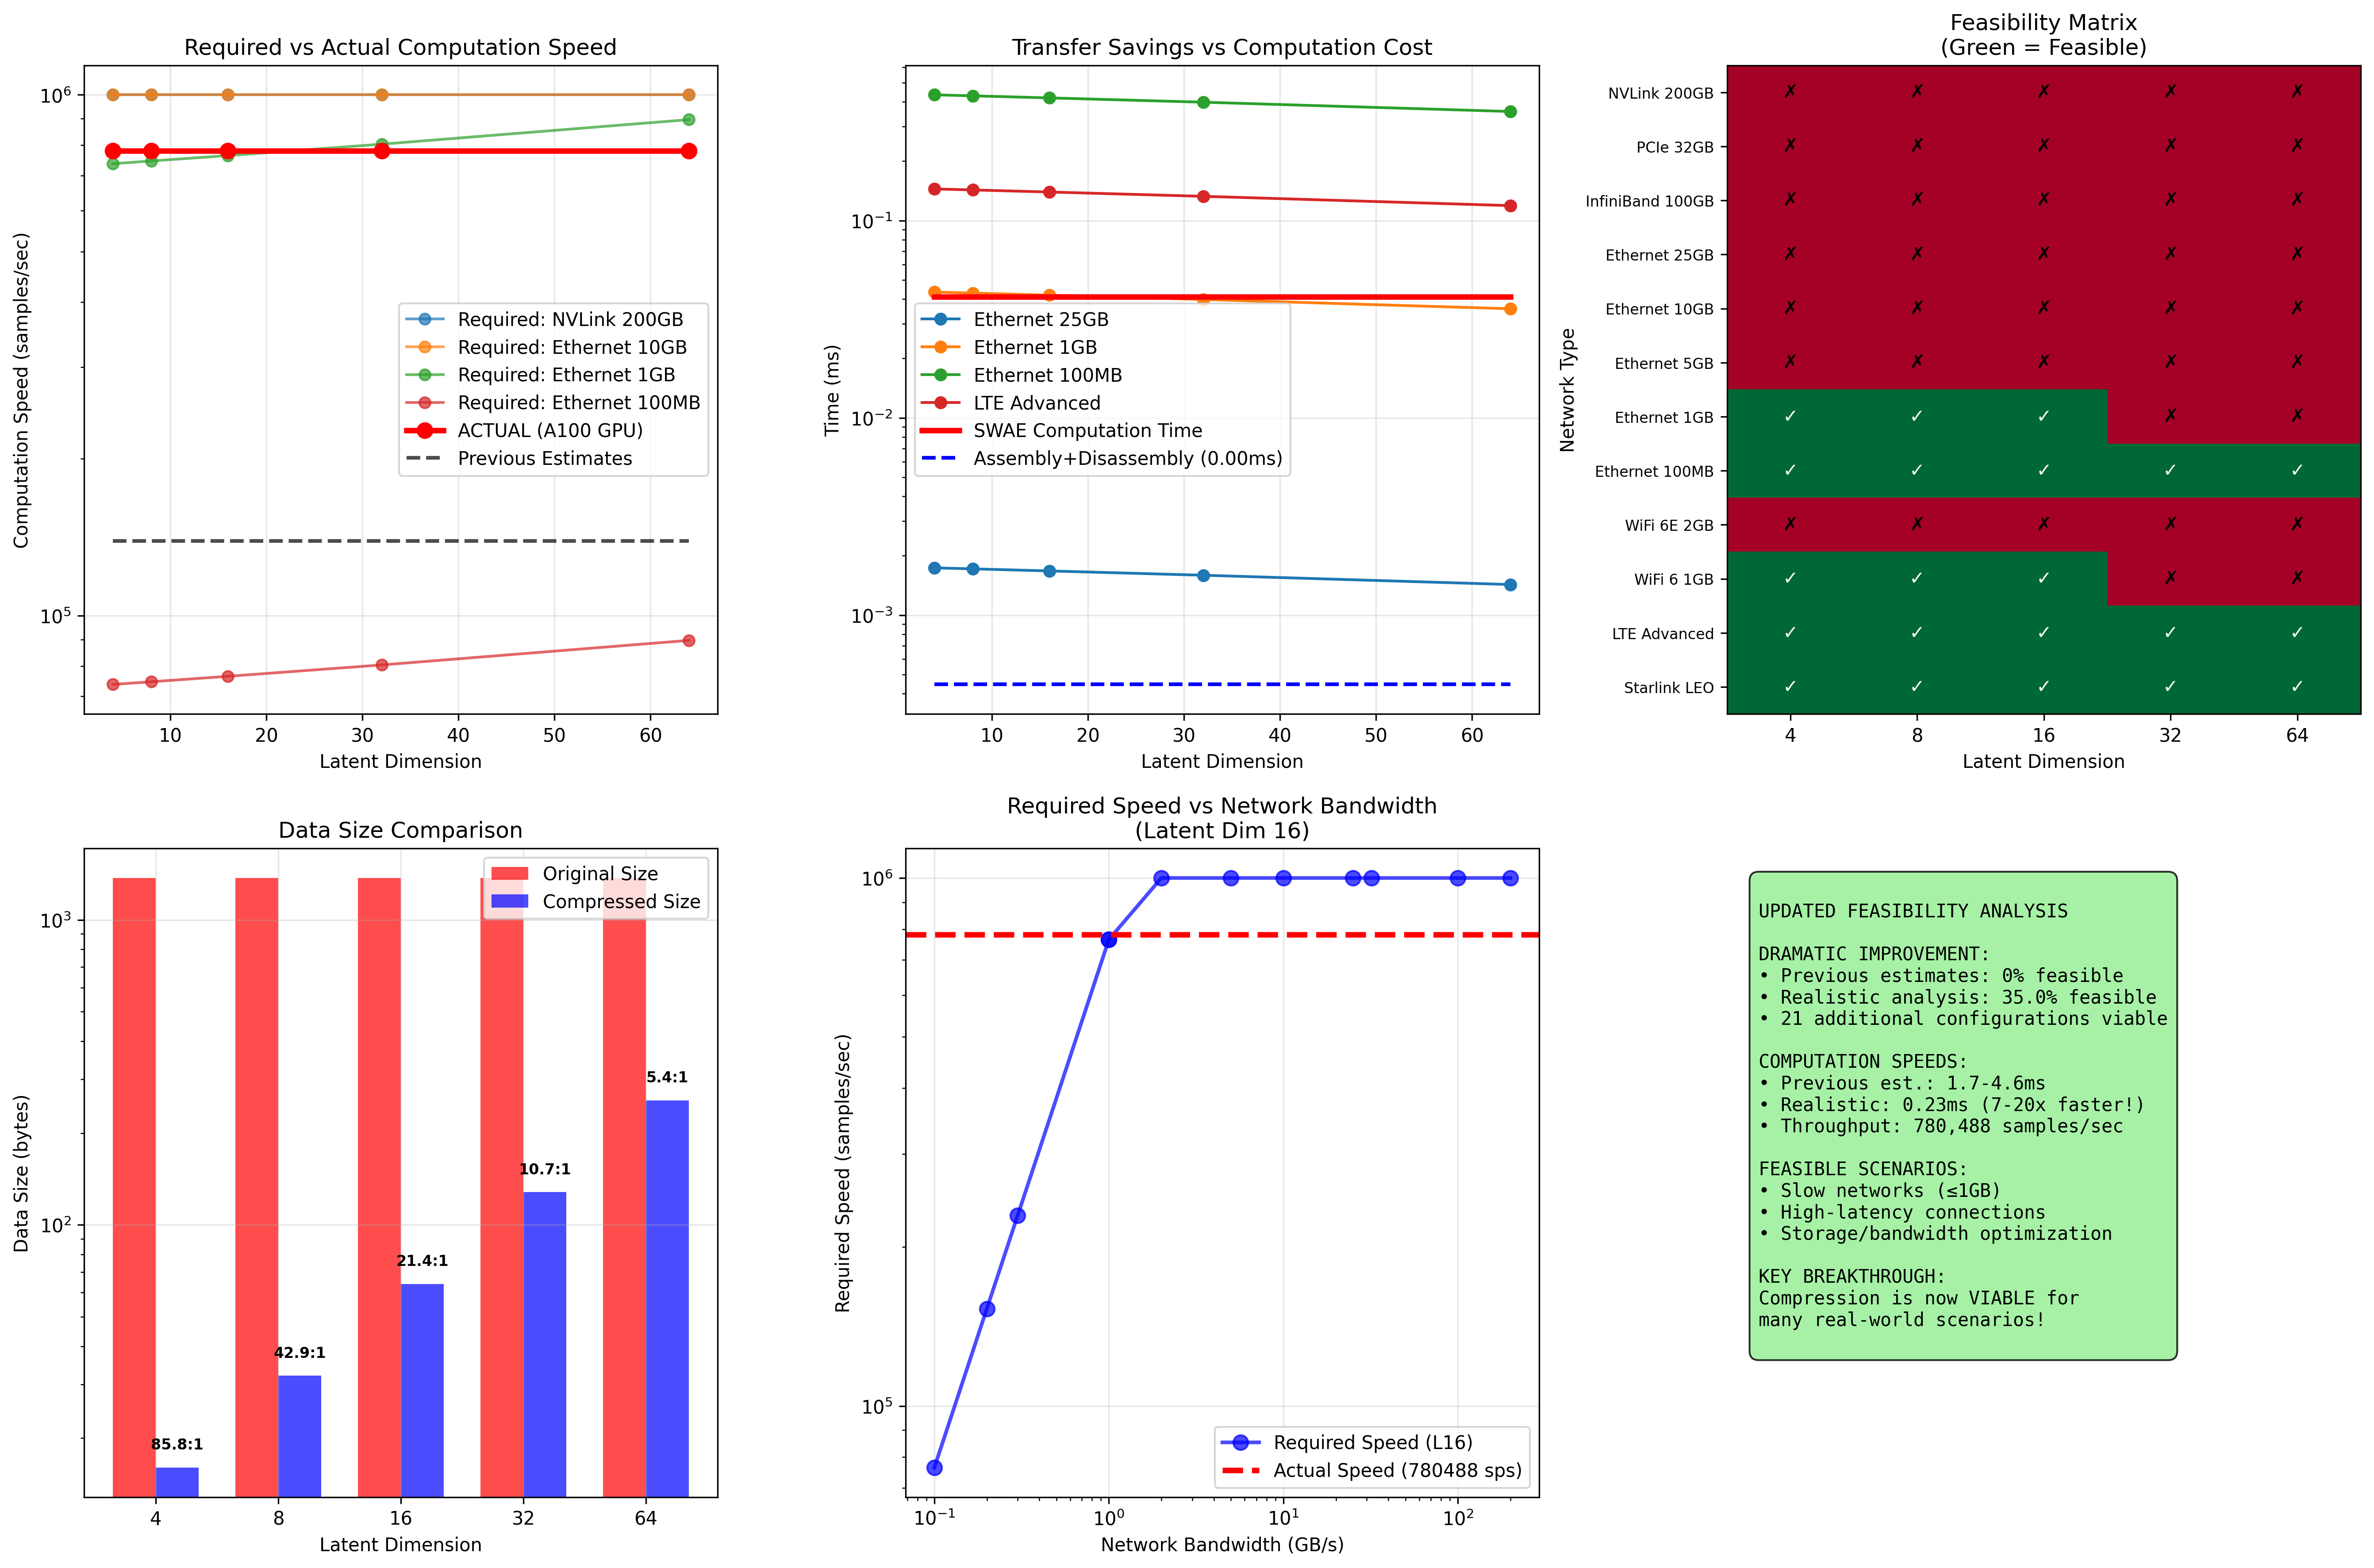 Required vs Actual Computation Speed
10⁶
10⁵
Computation Speed (samples/sec)
Required: NVLink 200GB
Required: Ethernet 10GB
Required: Ethernet 1GB
Required: Ethernet 100MB
ACTUAL (A100 GPU)
Previous Estimates
10 20 30 40 50 60
Latent Dimension
Transfer Savings vs Computation Cost
10⁻¹
10⁻²
10⁻³
Time (ms)
Ethernet 25GB
Ethernet 1GB
Ethernet 100MB
LTE Advanced
SWAE Computation Time
Assembly+Disassembly (0.00ms)
10 20 30 40 50 60
Latent Dimension
Feasibility Matrix
(Green = Feasible)
Network Type
NVLink 200GB ✗ ✗ ✗ ✗ ✗
PCIe 32GB ✗ ✗ ✗ ✗ ✗
InfiniBand 100GB ✗ ✗ ✗ ✗ ✗
Ethernet 25GB ✗ ✗ ✗ ✗ ✗
Ethernet 10GB ✗ ✗ ✗ ✗ ✗
Ethernet 5GB ✗ ✗ ✗ ✗ ✗
Ethernet 1GB ✓ ✓ ✓ ✗ ✗
Ethernet 100MB ✓ ✓ ✓ ✓ ✓
WiFi 6E 2GB ✗ ✗ ✗ ✗ ✗
WiFi 6 1GB ✓ ✓ ✓ ✗ ✗
LTE Advanced ✓ ✓ ✓ ✓ ✓
Starlink LEO ✓ ✓ ✓ ✓ ✓
4 8 16 32 64
Latent Dimension
Data Size Comparison
Original Size
Compressed Size
10³
10²
Data Size (bytes)
85.8:1
42.9:1
21.4:1
10.7:1
5.4:1
4 8 16 32 64
Latent Dimension
Required Speed vs Network Bandwidth
(Latent Dim 16)
10⁶
10⁵
Required Speed (samples/sec)
Required Speed (L16)
Actual Speed (780488 sps)
10⁻¹ 10⁰ 10¹ 10²
Network Bandwidth (GB/s)
UPDATED FEASIBILITY ANALYSIS
DRAMATIC IMPROVEMENT:
• Previous estimates: 0% feasible
• Realistic analysis: 35.0% feasible
• 21 additional configurations viable
COMPUTATION SPEEDS:
• Previous est.: 1.7-4.6ms
• Realistic: 0.23ms (7-20x faster!)
• Throughput: 780,488 samples/sec
FEASIBLE SCENARIOS:
• Slow networks (≤1GB)
• High-latency connections
• Storage/bandwidth optimization
KEY BREAKTHROUGH:
Compression is now VIABLE for
many real-world scenarios!